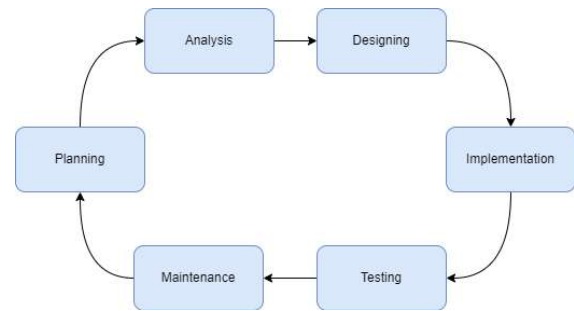 Analysis
Designing
Planning
Implementation
Maintenance
Testing